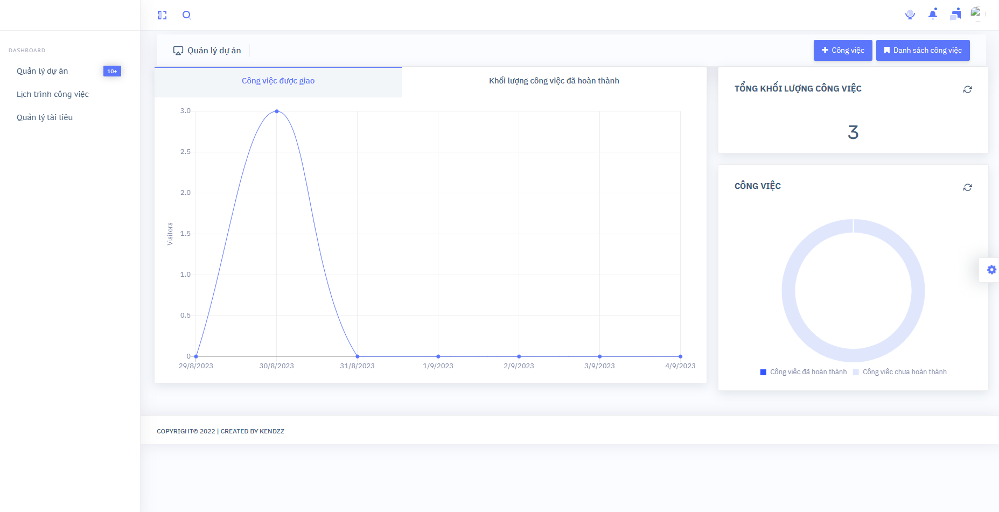 DASHBOARD
Quản lý dự án
10+
Lịch trình công việc
Quản lý tài liệu
Quản lý dự án
Công việc
Danh sách công việc
Công việc được giao
Khối lượng công việc đã hoàn thành
Visitors
3.0
2.5
2.0
1.5
1.0
0.5
0
29/8/2023
30/8/2023
31/8/2023
1/9/2023
2/9/2023
3/9/2023
4/9/2023
TỔNG KHỐI LƯỢNG CÔNG VIỆC
3
CÔNG VIỆC
Công việc đã hoàn thành
Công việc chưa hoàn thành
COPYRIGHT© 2022 | CREATED BY KENDZZ